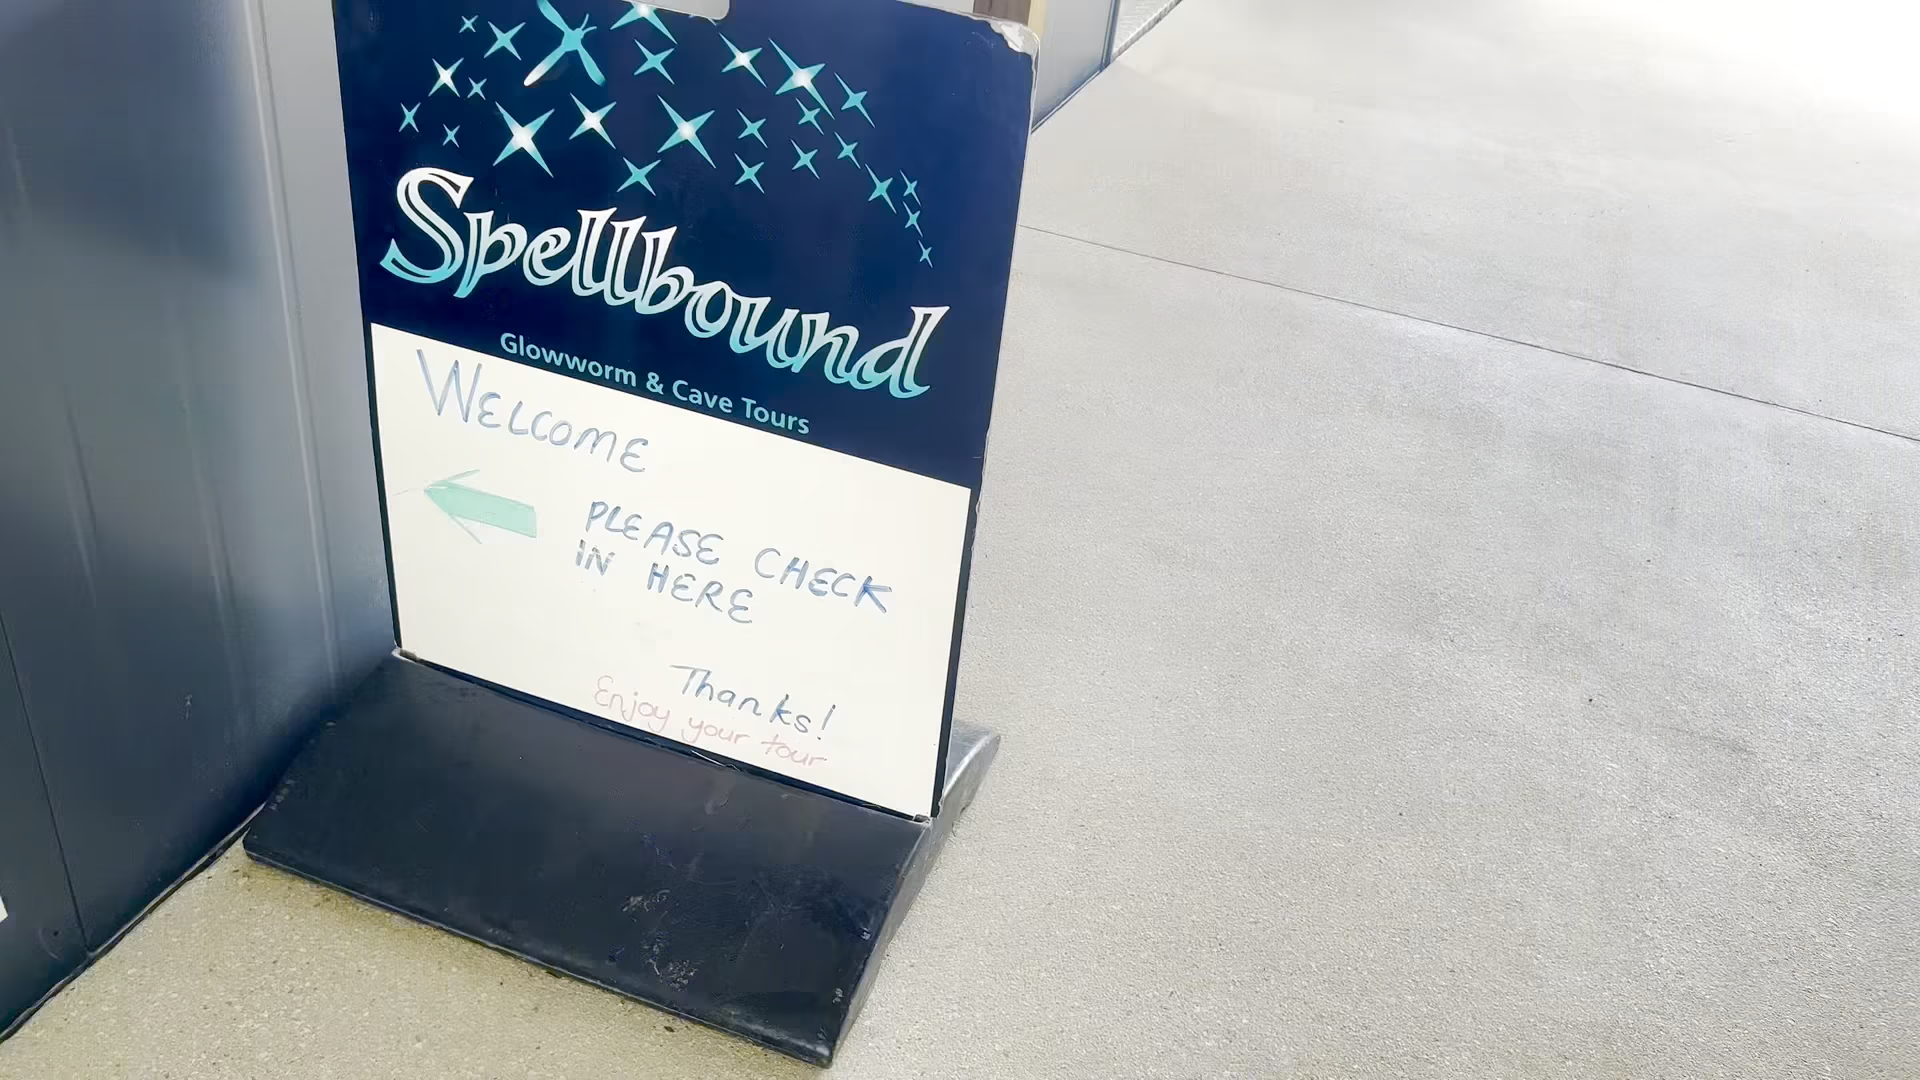 Spellbound
Glowworm & Cave Tours
WELCOME
PLEASE CHECK
IN HERE
Thanks!
Enjoy your tour